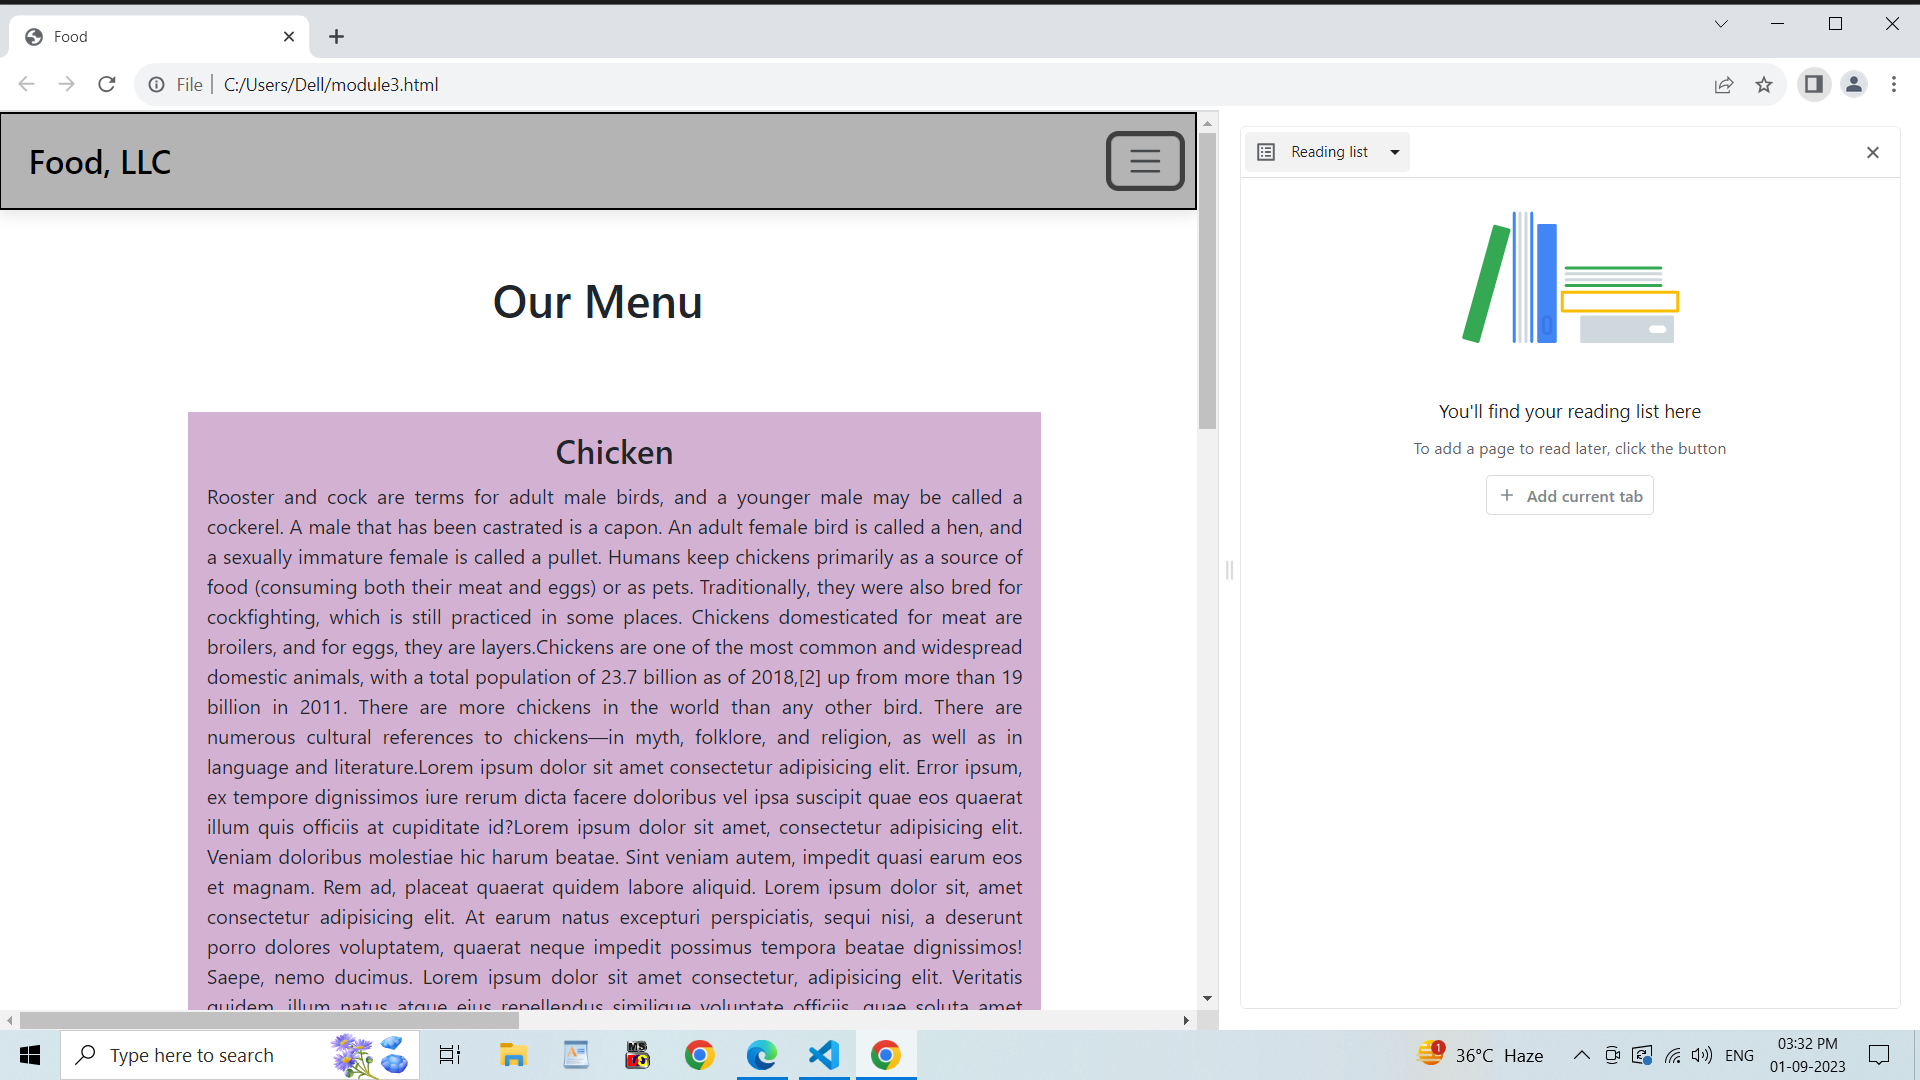 Food
File
C:/Users/Dell/module3.html
Food, LLC
Our Menu
Chicken
Rooster and cock are terms for adult male birds, and a younger male may be called a
cockerel. A male that has been castrated is a capon. An adult female bird is called a hen, and
a sexually immature female is called a pullet. Humans keep chickens primarily as a source of
food (consuming both their meat and eggs) or as pets. Traditionally, they were also bred for
cockfighting, which is still practiced in some places. Chickens domesticated for meat are
broilers, and for eggs, they are layers.Chickens are one of the most common and widespread
domestic animals, with a total population of 23.7 billion as of 2018,[2] up from more than 19
billion in 2011. There are more chickens in the world than any other bird. There are
numerous cultural references to chickens—in myth, folklore, and religion, as well as in
language and literature.Lorem ipsum dolor sit amet consectetur adipisicing elit. Error ipsum,
ex tempore dignissimos iure rerum dicta facere doloribus vel ipsa suscipit quae eos quaerat
illum quis officiis at cupiditate id?Lorem ipsum dolor sit amet, consectetur adipisicing elit.
Veniam doloribus molestiae hic harum beatae. Sint veniam autem, impedit quasi earum eos
et magnam. Rem ad, placeat quaerat quidem labore aliquid. Lorem ipsum dolor sit, amet
consectetur adipisicing elit. At earum natus excepturi perspiciatis, sequi nisi, a deserunt
porro dolores voluptatem, quaerat neque impedit possimus tempora beatae dignissimos!
Saepe, nemo ducimus. Lorem ipsum dolor sit amet consectetur, adipisicing elit. Veritatis
quidem, illum natus atque eius repellendus similique voluptate officiis, quae soluta amet
Reading list
You'll find your reading list here
To add a page to read later, click the button
Add current tab
Type here to search
1
36°C Haze
ENG
03:32 PM
01-09-2023